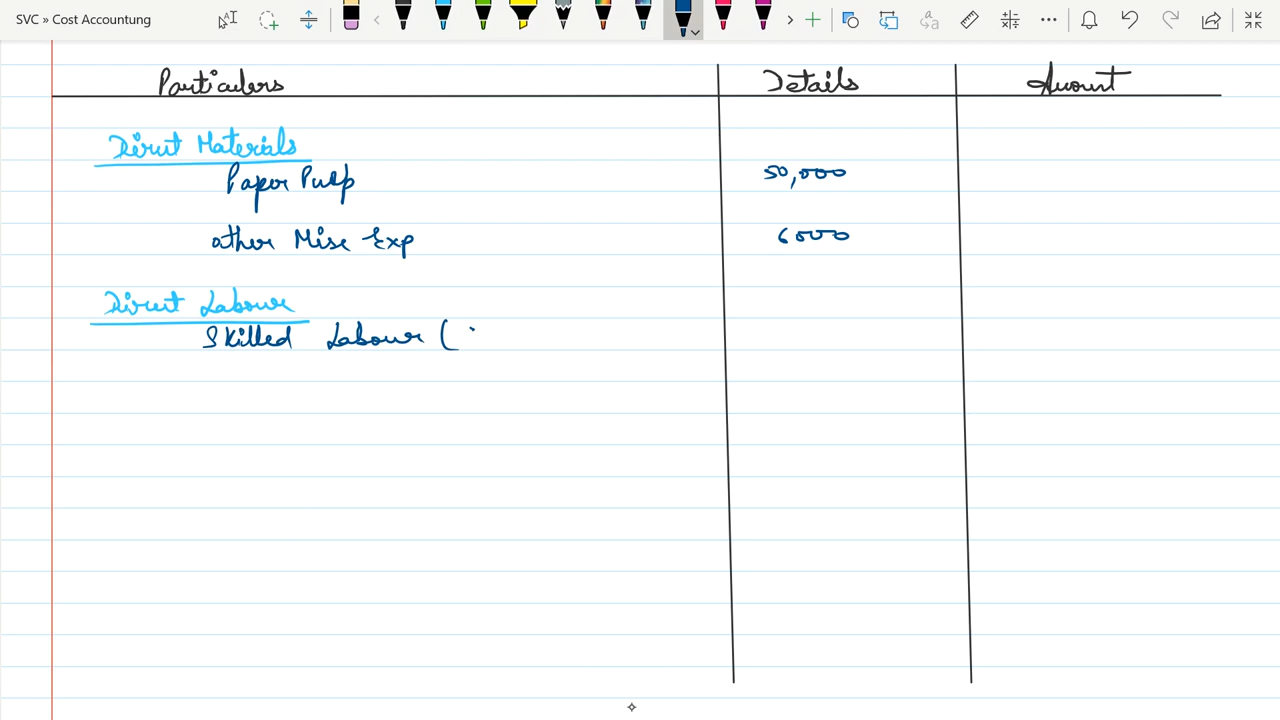 SVC » Cost Accountung
Particulers Details Amount
Direct Materials
Paper Pulp 50,000
other Misc Exp 6000
Direct Labour
Skilled Labour (